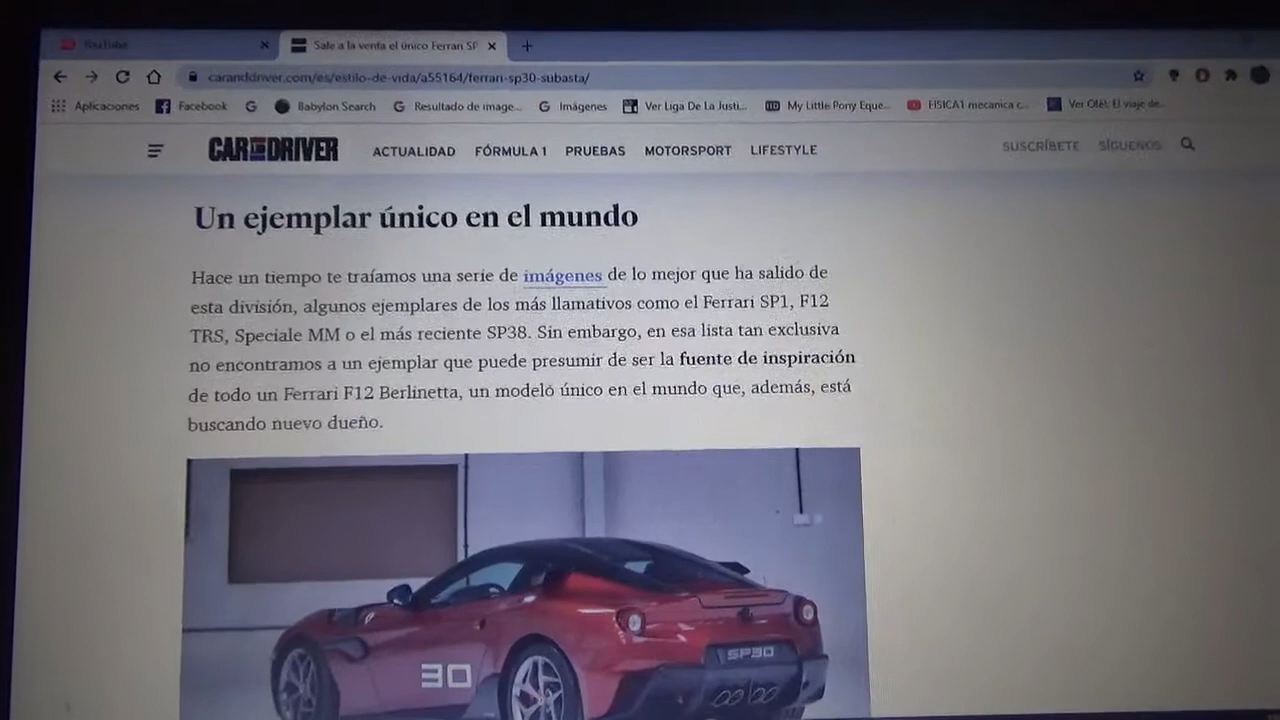 YouTube
Sale a la venta el único Ferrari SP
caranddriver.com/es/estilo-de-vida/a55164/ferrari-sp30-subasta/
Aplicaciones
Facebook
Babylon Search
Resultado de image...
Imágenes
Ver Liga De La Justi...
My Little Pony Eque...
FISICA1 mecanica c...
Ver Olé!: El viaje de...
CAR AND DRIVER
ACTUALIDAD
FÓRMULA 1
PRUEBAS
MOTORSPORT
LIFESTYLE
SUSCRÍBETE
SÍGUENOS
Un ejemplar único en el mundo
Hace un tiempo te traíamos una serie de imágenes de lo mejor que ha salido de
esta división, algunos ejemplares de los más llamativos como el Ferrari SP1, F12
TRS, Speciale MM o el más reciente SP38. Sin embargo, en esa lista tan exclusiva
no encontramos a un ejemplar que puede presumir de ser la fuente de inspiración
de todo un Ferrari F12 Berlinetta, un modelo único en el mundo que, además, está
buscando nuevo dueño.
SP30
30